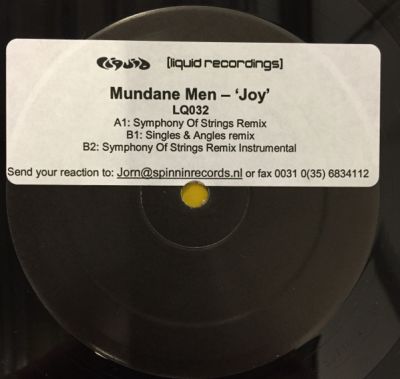 [liquid recordings]
Mundane Men – ‘Joy’
LQ032
A1: Symphony Of Strings Remix
B1: Singles & Angles remix
B2: Symphony Of Strings Remix Instrumental
Send your reaction to: Jorn@spinninrecords.nl or fax 0031 0(35) 6834112